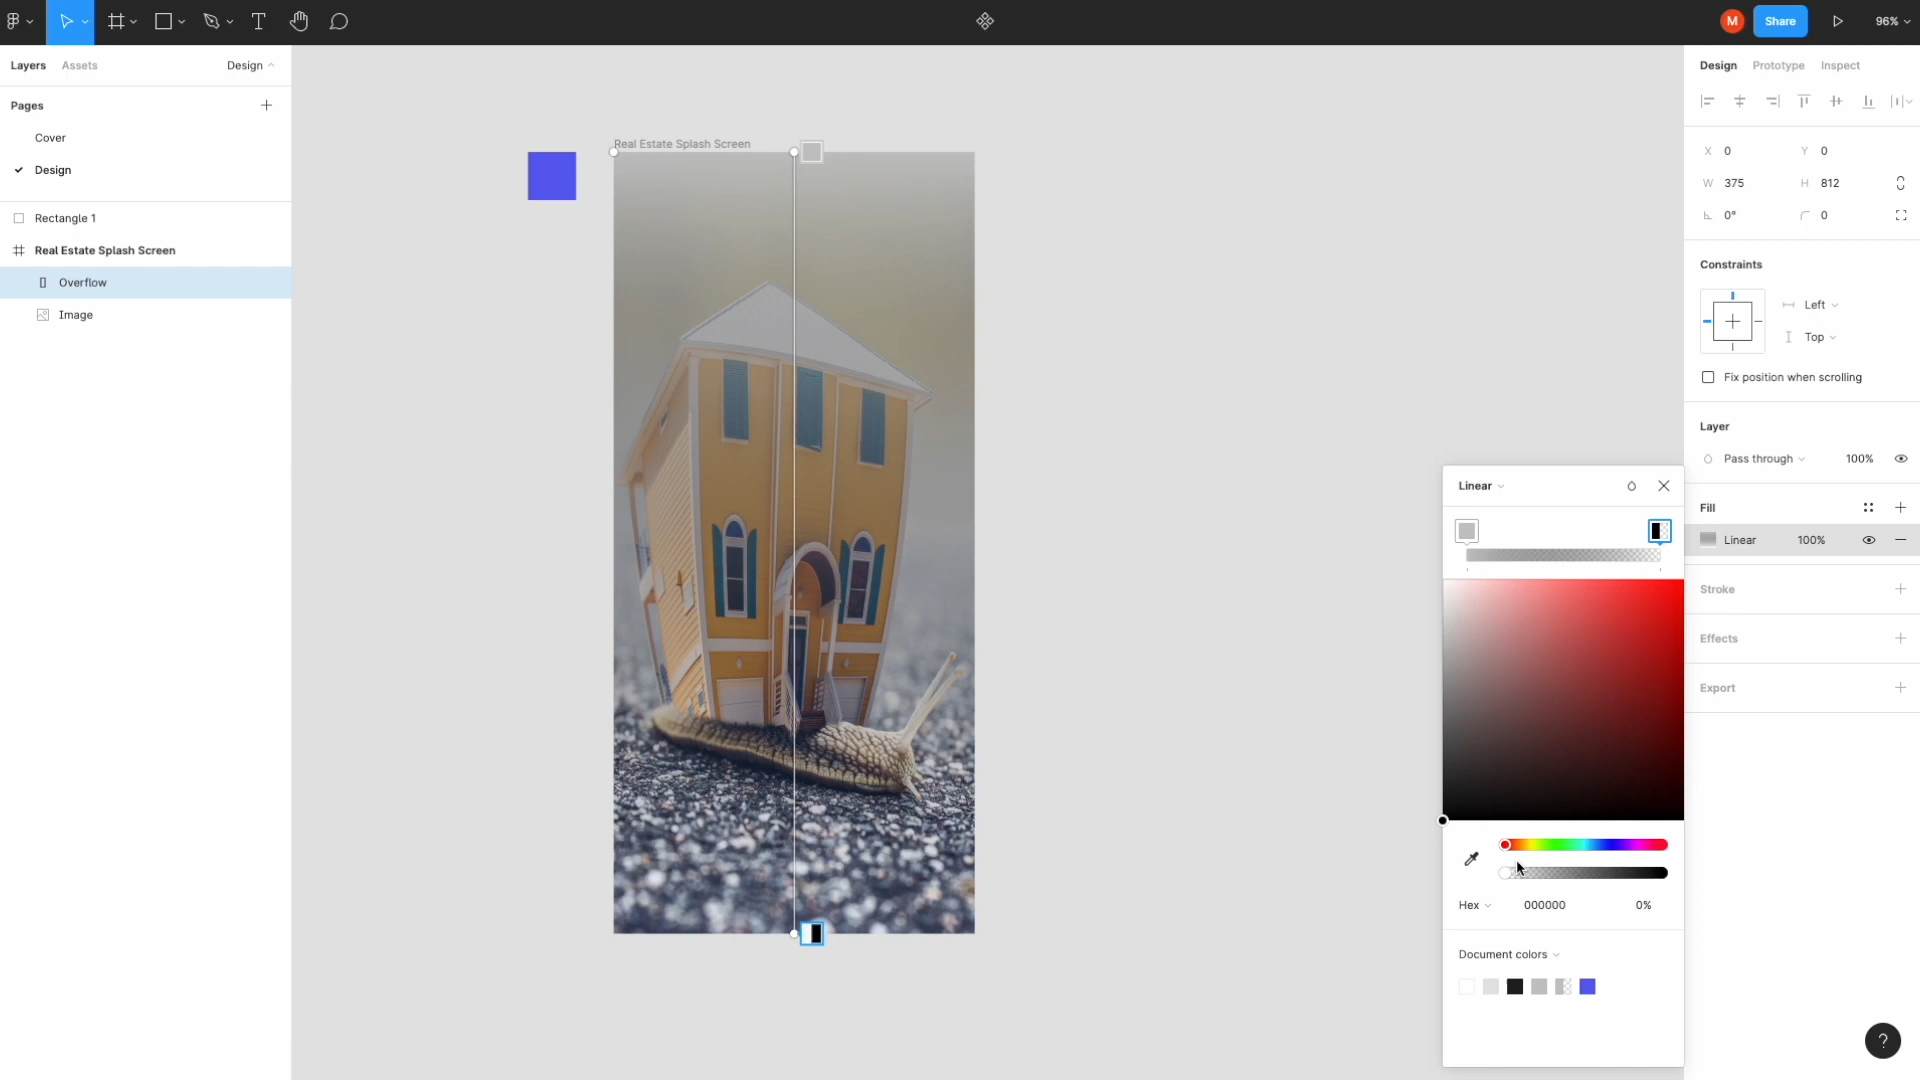 M
Share
96%
Layers
Assets
Design
Design
Prototype
Inspect
Pages
Cover
Design
Rectangle 1
Real Estate Splash Screen
Overflow
Image
Real Estate Splash Screen
X 0
Y 0
W 375
H 812
0°
0
Constraints
Left
Top
Fix position when scrolling
Layer
Pass through
100%
Fill
Linear
100%
Stroke
Effects
Export
Linear
Hex
000000
0%
Document colors
?